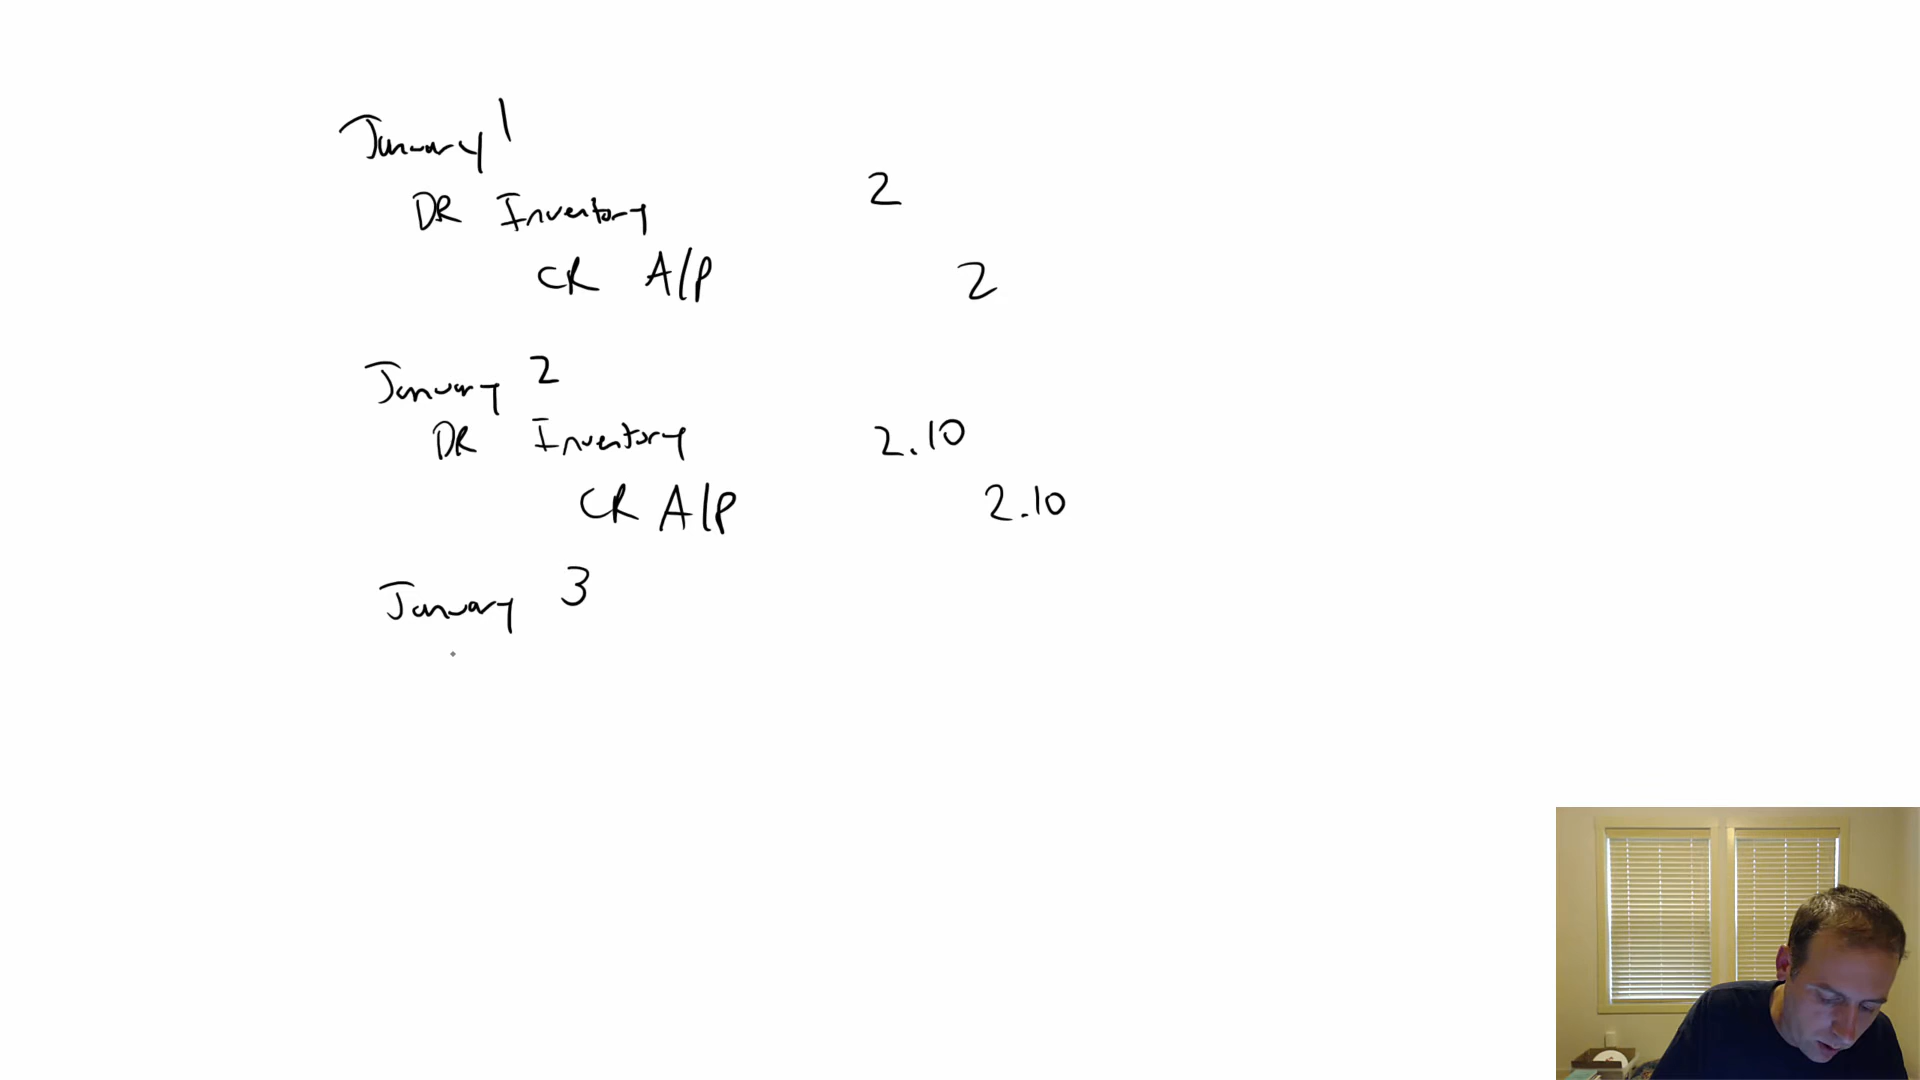 January 1
DR Inventory 2
CR A/P 2
January 2
DR Inventory 2.10
CR A/P 2.10
January 3